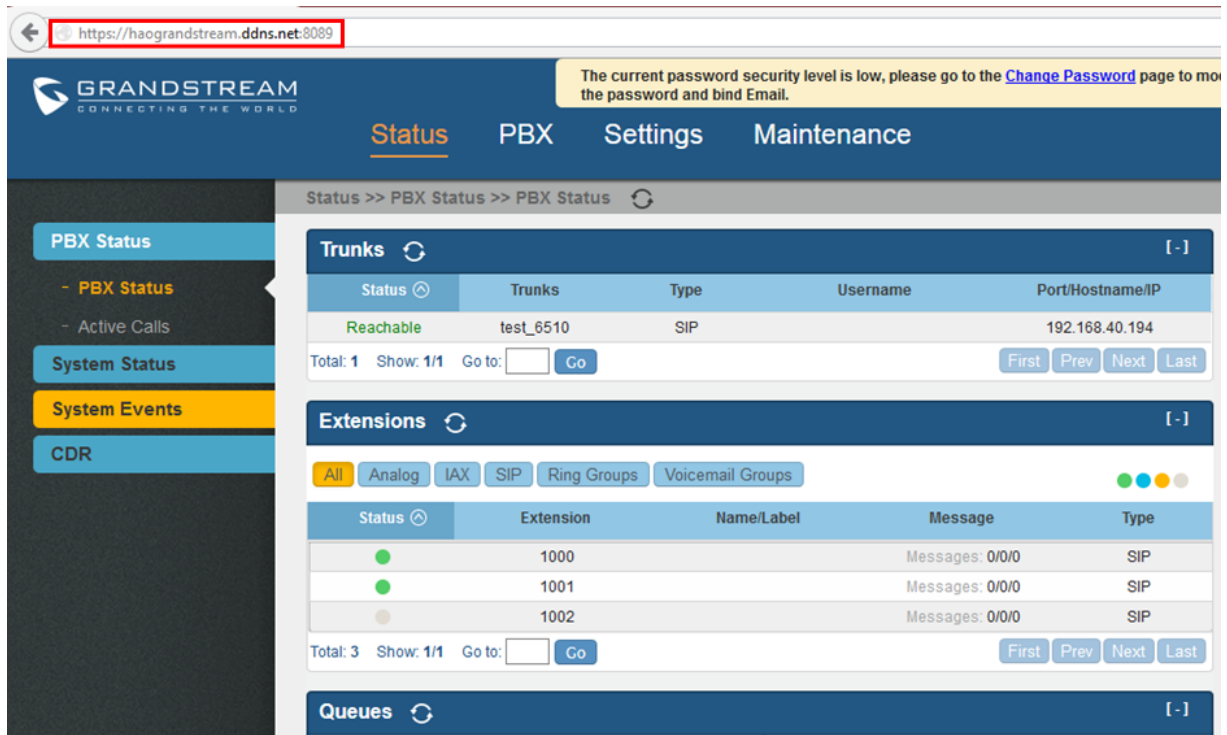 https://haograndstream.ddns.net:8089
GRANDSTREAM
CONNECTING THE WORLD
The current password security level is low, please go to the Change Password page to mo
the password and bind Email.
Status PBX Settings Maintenance
Status >> PBX Status >> PBX Status
PBX Status
- PBX Status
- Active Calls
System Status
System Events
CDR
Trunks [-]
Status Trunks Type Username Port/Hostname/IP
Reachable test_6510 SIP 192.168.40.194
Total: 1 Show: 1/1 Go to: Go First Prev Next Last
Extensions [-]
All Analog IAX SIP Ring Groups Voicemail Groups
Status Extension Name/Label Message Type
1000 Messages: 0/0/0 SIP
1001 Messages: 0/0/0 SIP
1002 Messages: 0/0/0 SIP
Total: 3 Show: 1/1 Go to: Go First Prev Next Last
Queues [-]